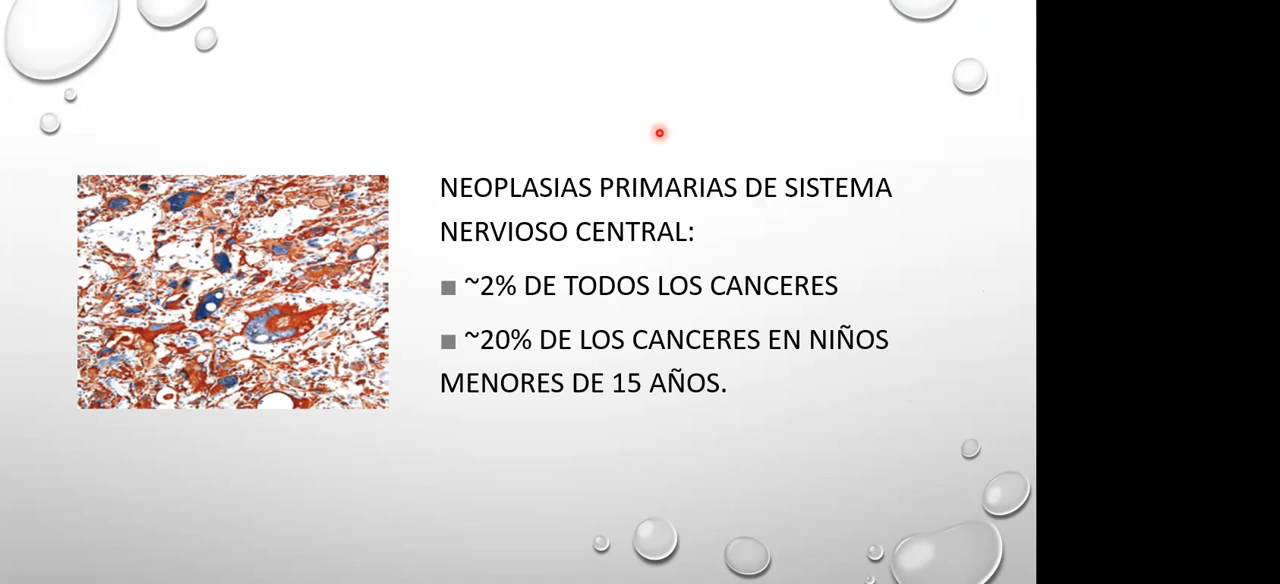 NEOPLASIAS PRIMARIAS DE SISTEMA
NERVIOSO CENTRAL:
■ ~2% DE TODOS LOS CANCERES
■ ~20% DE LOS CANCERES EN NIÑOS
MENORES DE 15 AÑOS.